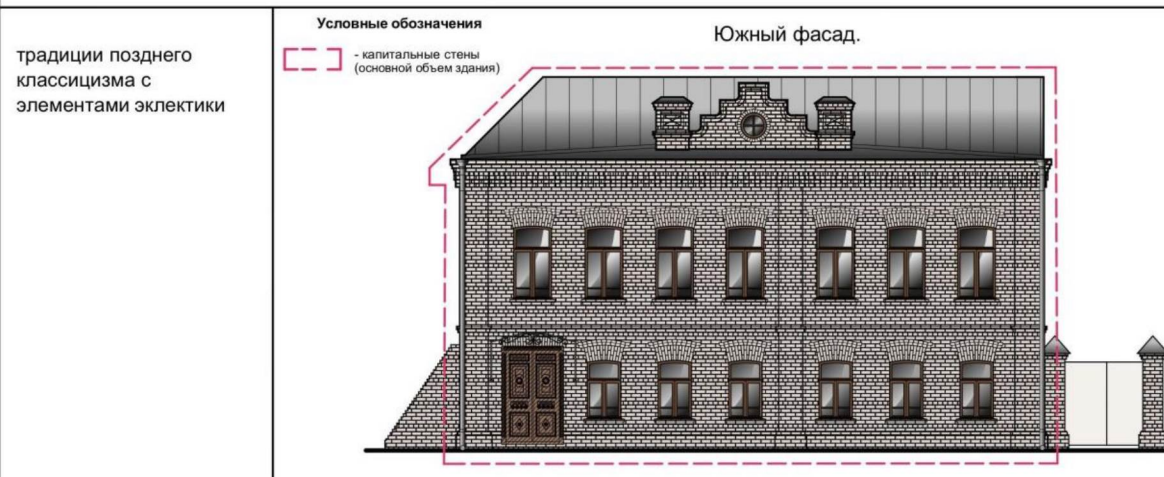 традиции позднего
классицизма с
элементами эклектики
Условные обозначения
- капитальные стены
(основной объем здания)
Южный фасад.